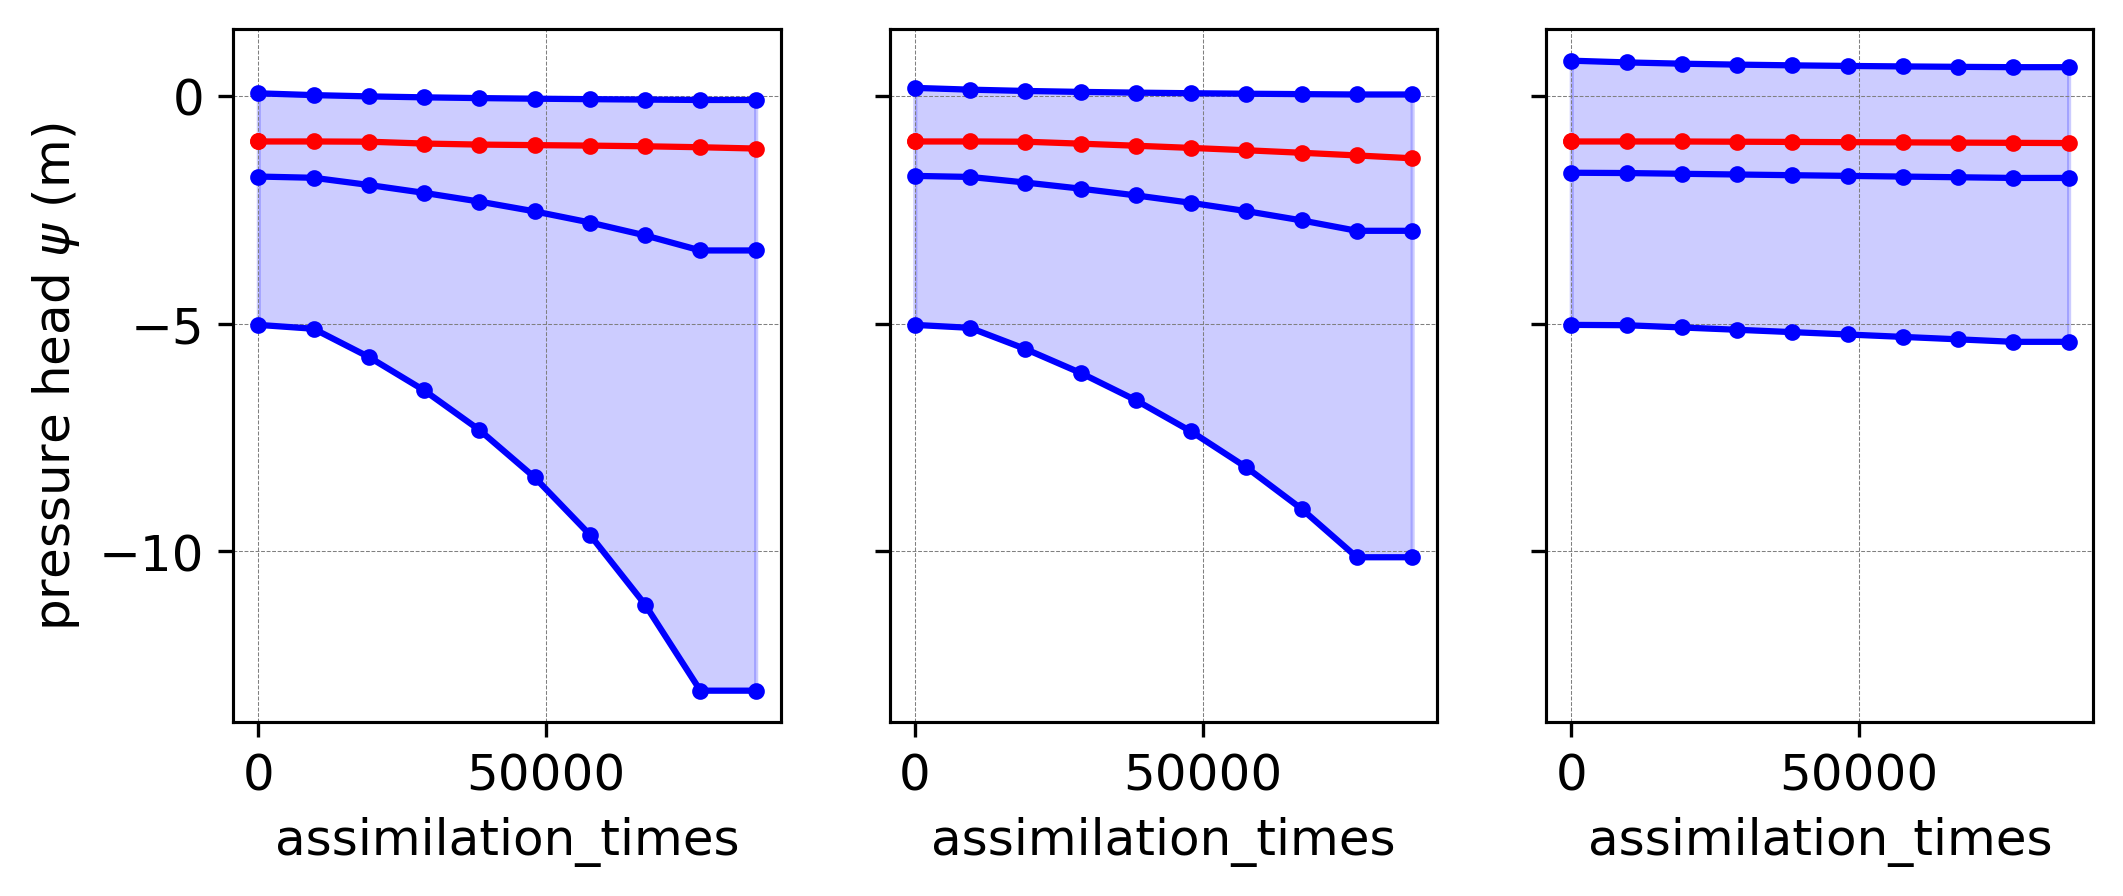 pressure head ψ (m)
0
−5
−10
0 50000
0 50000
0 50000
assimilation_times
assimilation_times
assimilation_times